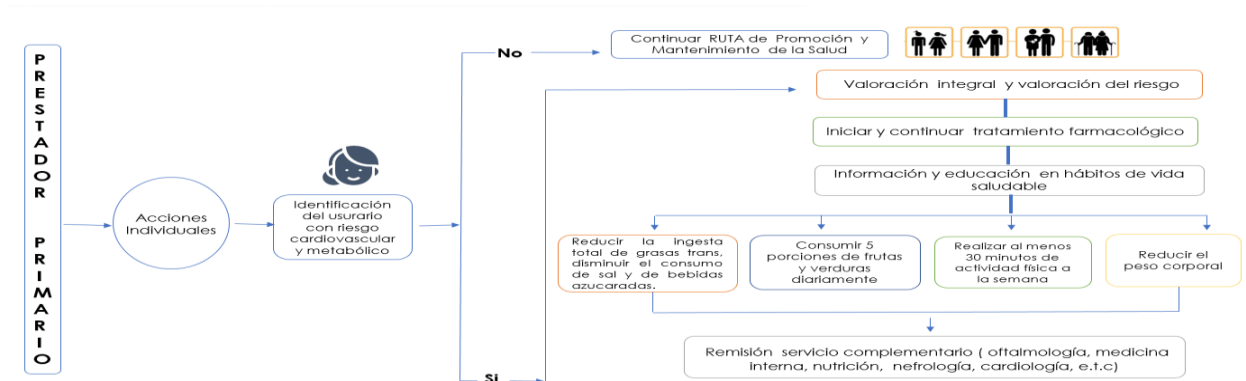 PRESTADOR PRIMARIO
Acciones
Individuales
Identificación
del usurario
con riesgo
cardiovascular
y metabólico
No
Continuar RUTA de Promoción y
Mantenimiento de la Salud
Si
Valoración integral y valoración del riesgo
Iniciar y continuar tratamiento farmacológico
Información y educación en hábitos de vida
saludable
Reducir la ingesta
total de grasas trans,
disminuir el consumo
de sal y de bebidas
azucaradas.
Consumir 5
porciones de frutas
y verduras
diariamente
Realizar al menos
30 minutos de
actividad física a
la semana
Reducir el
peso corporal
Remisión servicio complementario ( oftalmología, medicina
interna, nutrición, nefrología, cardiología, e.t.c)